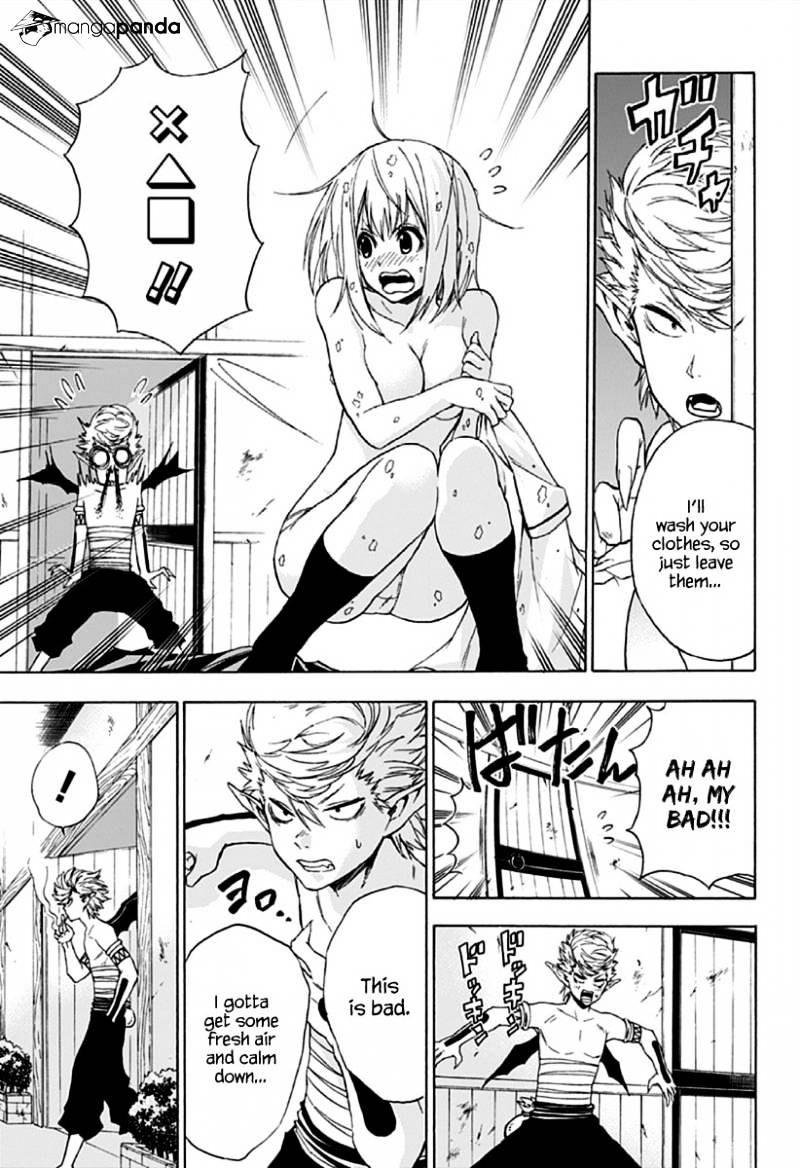 mangapanda
ガチャ
I'll
wash your
clothes, so
just leave
them...
×
△
□
!!
AH AH
AH, MY
BAD!!!
ばたん
ドッキン
ドッキン
This
is bad.
ヨロ..
I gotta
get some
fresh air
and calm
down...
!